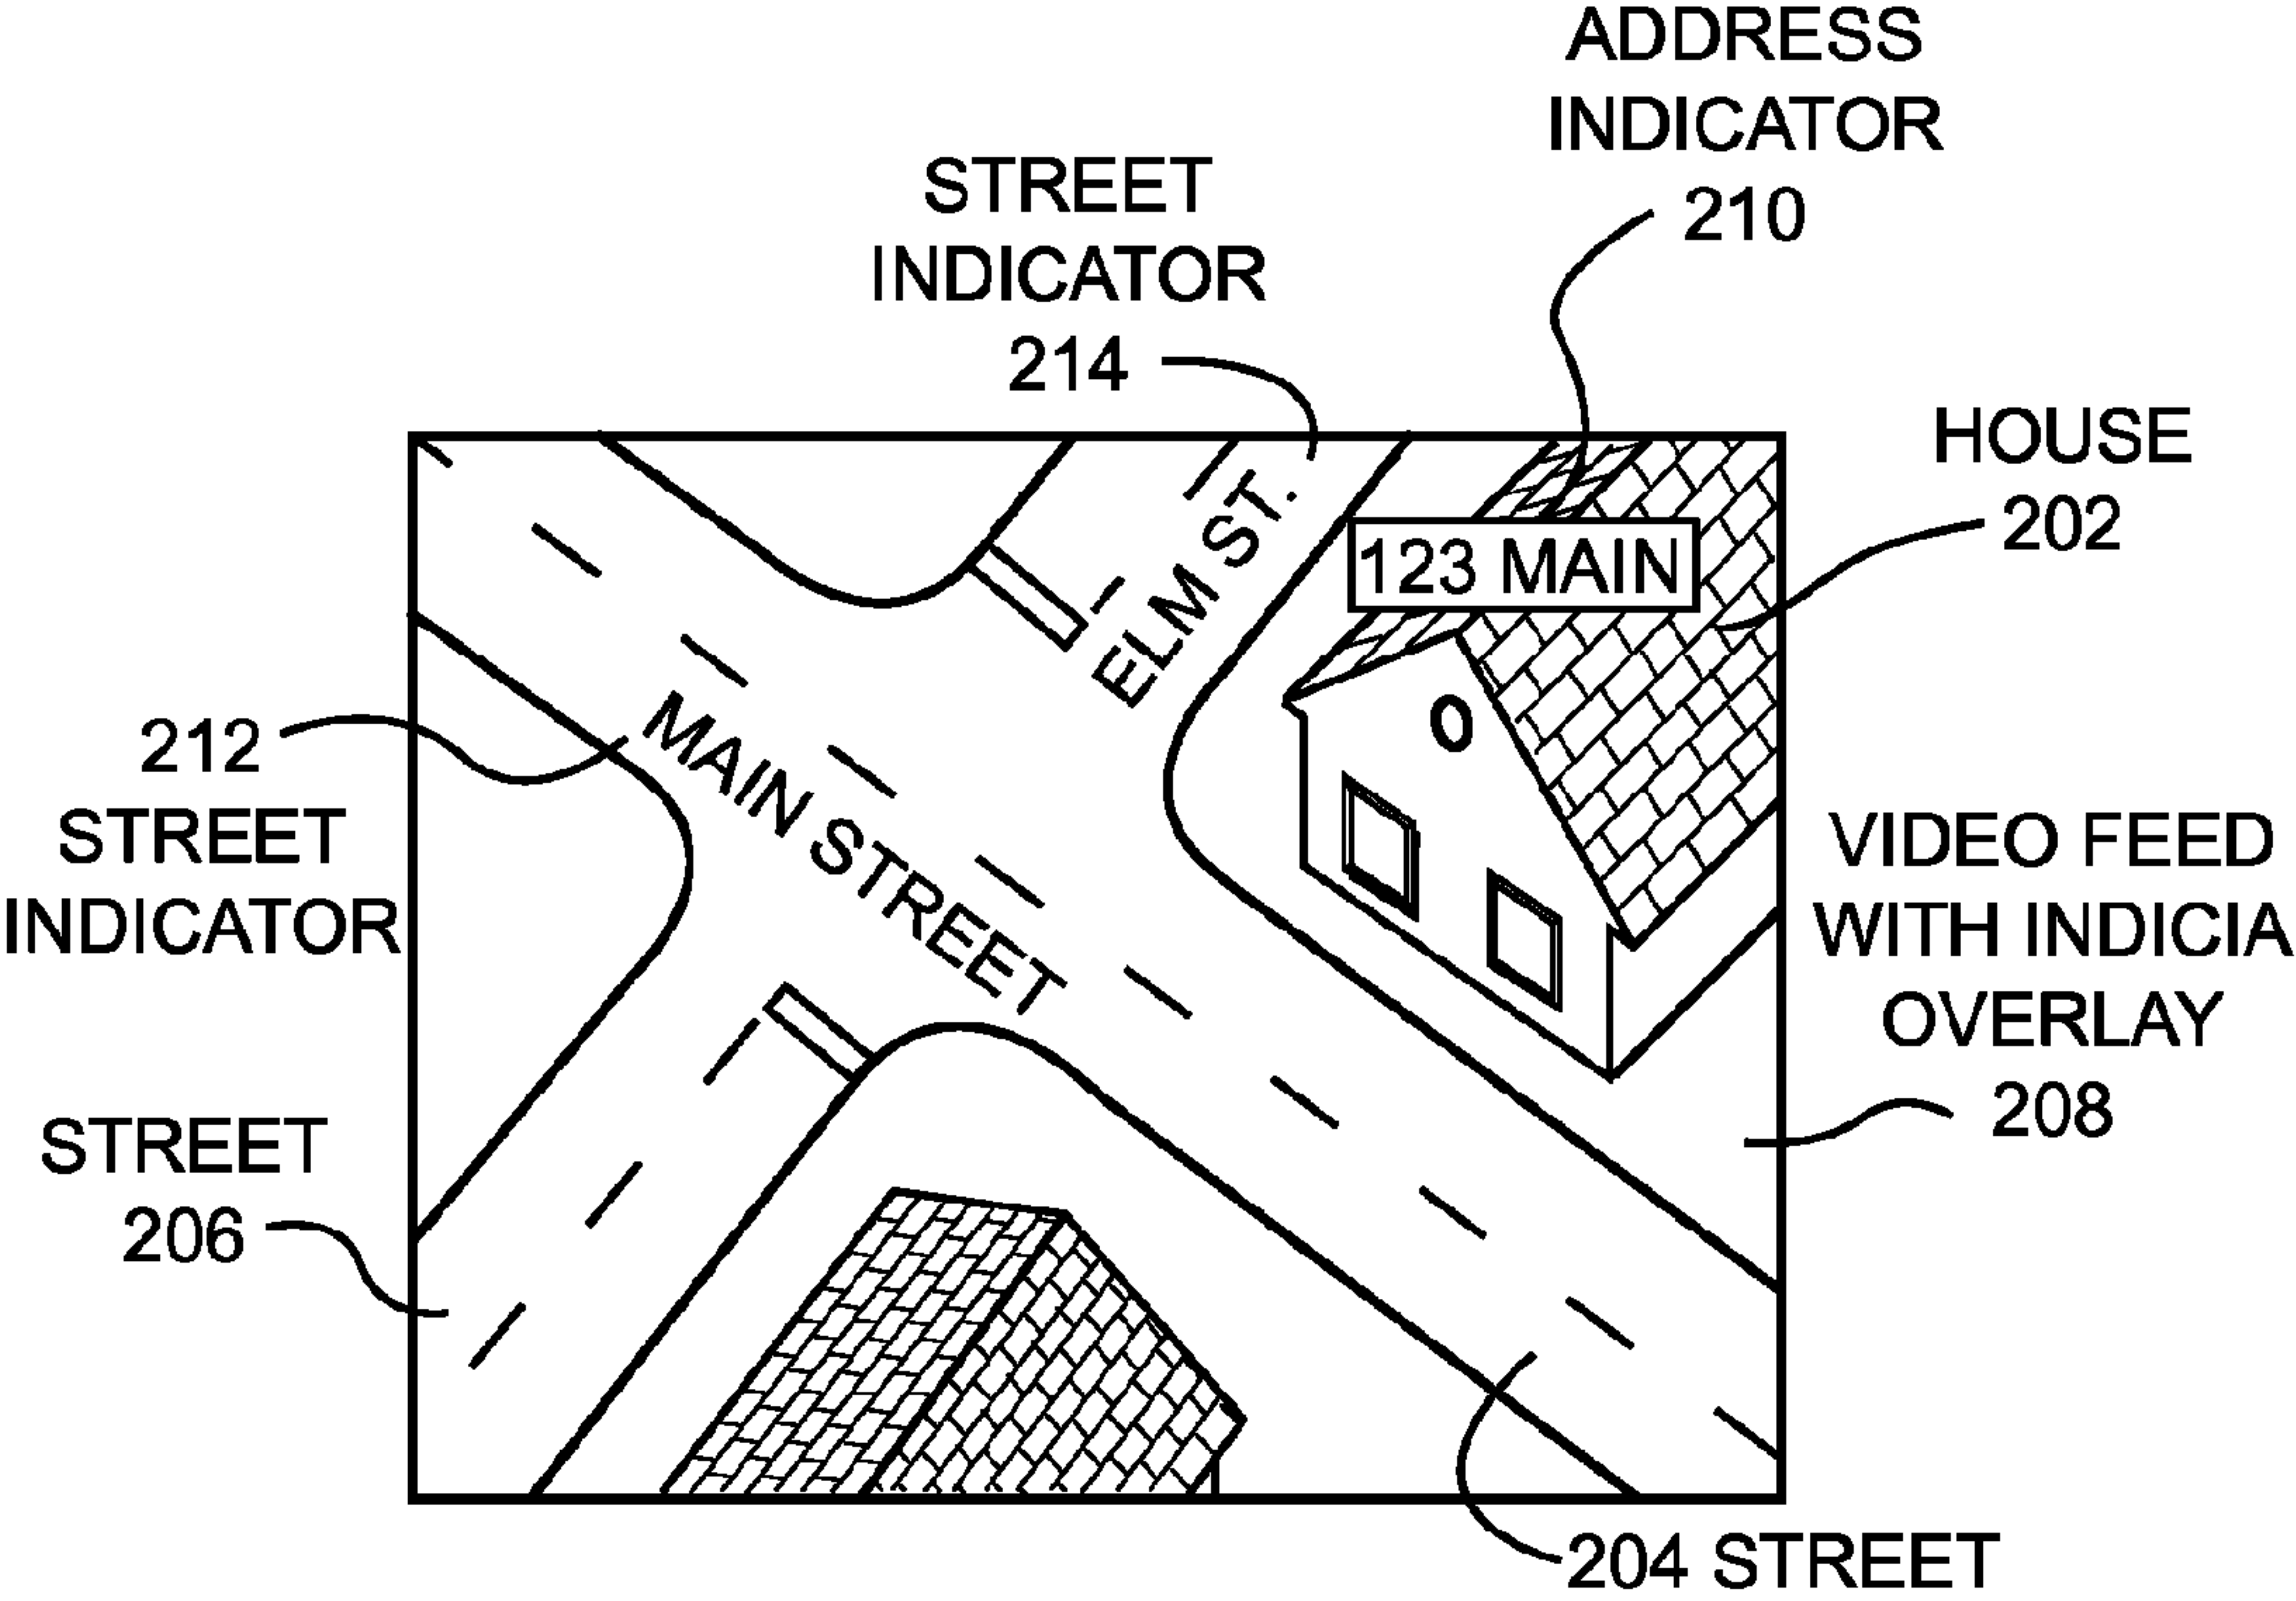 ADDRESS
INDICATOR
210
STREET
INDICATOR
214
HOUSE
202
ELM ST.
123 MAIN
212
STREET
INDICATOR
MAIN STREET
VIDEO FEED
WITH INDICIA
OVERLAY
208
STREET
206
204 STREET